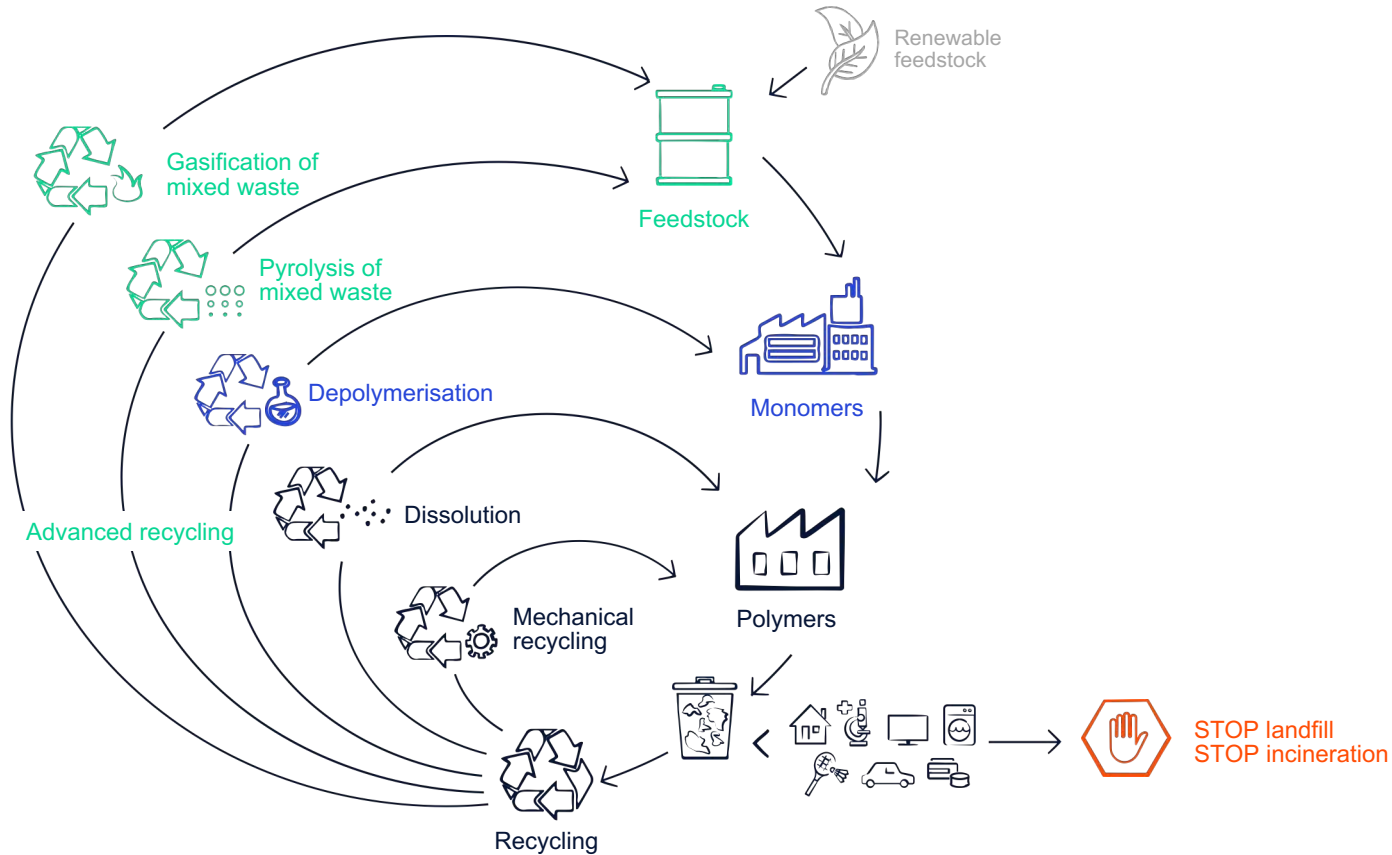 Renewable
feedstock
Gasification of
mixed waste
Feedstock
Pyrolysis of
mixed waste
Depolymerisation
Monomers
Dissolution
Advanced recycling
Mechanical
recycling
Polymers
STOP landfill
STOP incineration
Recycling